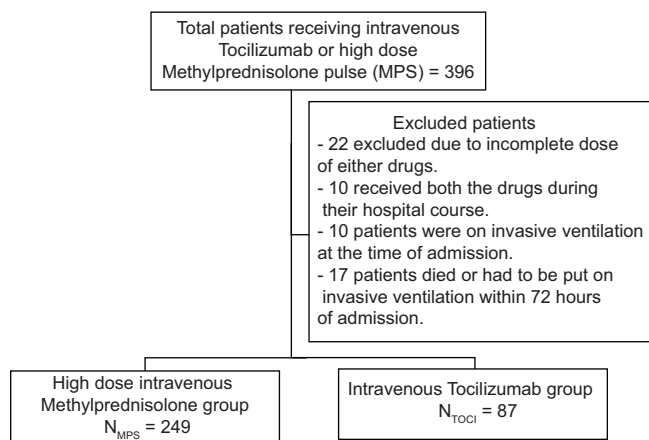 Total patients receiving intravenous
Tocilizumab or high dose
Methylprednisolone pulse (MPS) = 396
Excluded patients
- 22 excluded due to incomplete dose
of either drugs.
- 10 received both the drugs during
their hospital course.
- 10 patients were on invasive ventilation
at the time of admission.
- 17 patients died or had to be put on
invasive ventilation within 72 hours
of admission.
High dose intravenous
Methylprednisolone group
N_MPS = 249
Intravenous Tocilizumab group
N_TOCI = 87